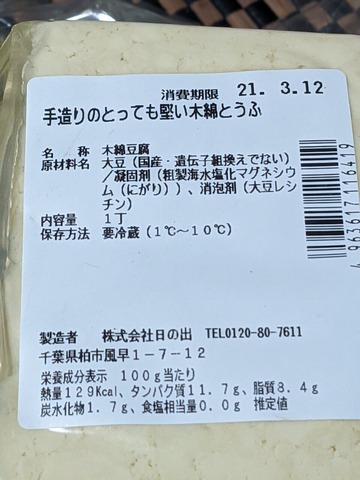 消費期限 21. 3.12
手造りのとっても堅い木綿とうふ
名 称 木綿豆腐
原材料名 大豆(国産・遺伝子組換えでない)
/凝固剤(粗製海水塩化マグネシウ
ム(にがり))、消泡剤(大豆レシ
チン)
内容量 1丁
保存方法 要冷蔵(1℃~10℃)
4963617116419
製造者 株式会社日の出 TEL0120-80-7611
千葉県柏市風早1-7-12
栄養成分表示 100g当たり
熱量129Kcal、タンパク質11.7g、脂質8.4g
炭水化物1.7g、食塩相当量0.0g 推定値